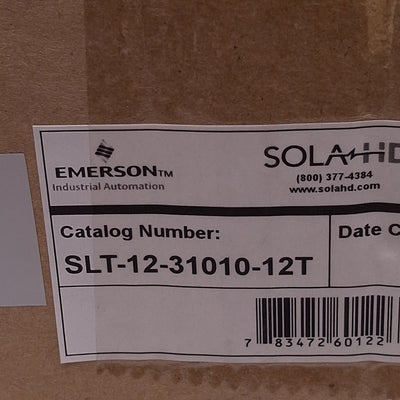 EMERSON™
Industrial Automation
SOLA HD
(800) 377-4384
www.solahd.com
Catalog Number:
SLT-12-31010-12T
Date C
7 83472 60122